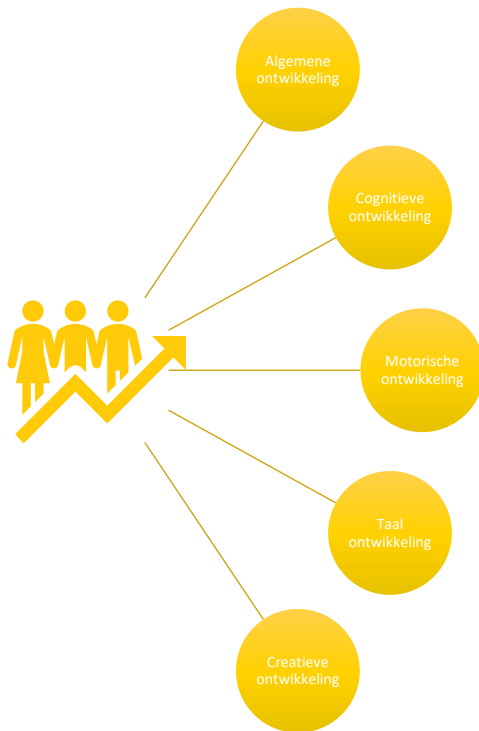 Algemene
ontwikkeling
Cognitieve
ontwikkeling
Motorische
ontwikkeling
Taal
ontwikkeling
Creatieve
ontwikkeling